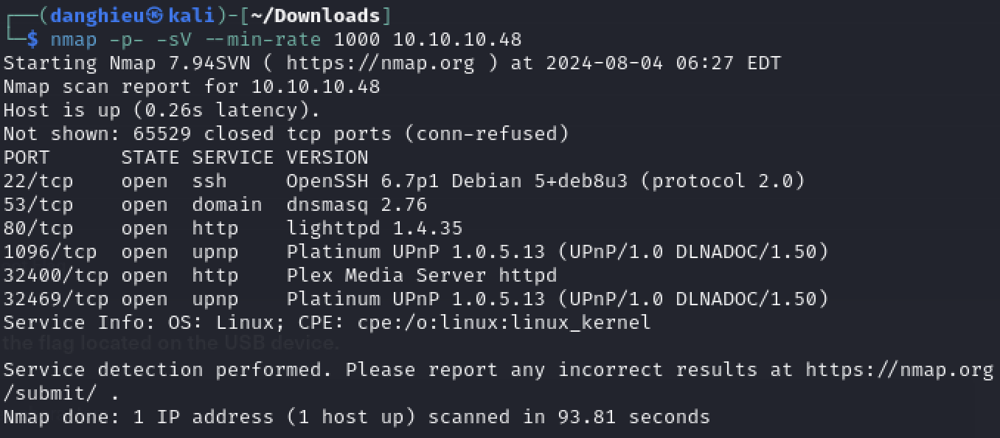 ┌──(danghieu㉿kali)-[~/Downloads]
└─$ nmap -p- -sV --min-rate 1000 10.10.10.48
Starting Nmap 7.94SVN ( https://nmap.org ) at 2024-08-04 06:27 EDT
Nmap scan report for 10.10.10.48
Host is up (0.26s latency).
Not shown: 65529 closed tcp ports (conn-refused)
PORT      STATE SERVICE VERSION
22/tcp    open  ssh     OpenSSH 6.7p1 Debian 5+deb8u3 (protocol 2.0)
53/tcp    open  domain  dnsmasq 2.76
80/tcp    open  http    lighttpd 1.4.35
1096/tcp  open  upnp    Platinum UPnP 1.0.5.13 (UPnP/1.0 DLNADOC/1.50)
32400/tcp open  http    Plex Media Server httpd
32469/tcp open  upnp    Platinum UPnP 1.0.5.13 (UPnP/1.0 DLNADOC/1.50)
Service Info: OS: Linux; CPE: cpe:/o:linux:linux_kernel
the flag located on the USB device.
Service detection performed. Please report any incorrect results at https://nmap.org
/submit/ .
Nmap done: 1 IP address (1 host up) scanned in 93.81 seconds